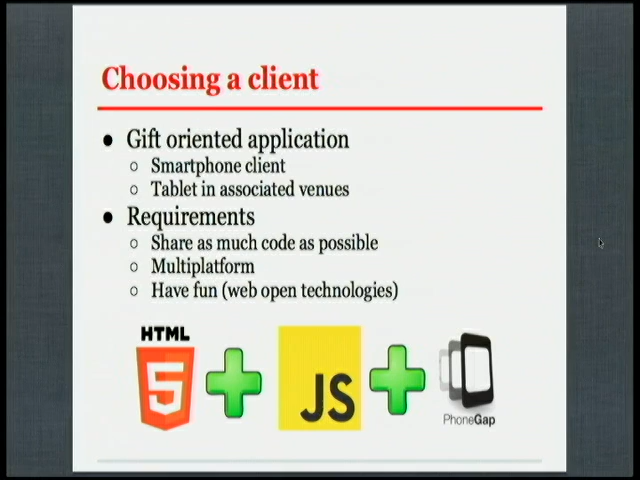 Choosing a client
● Gift oriented application
○ Smartphone client
○ Tablet in associated venues
● Requirements
○ Share as much code as possible
○ Multiplatform
○ Have fun (web open technologies)
HTML
5
JS
PhoneGap